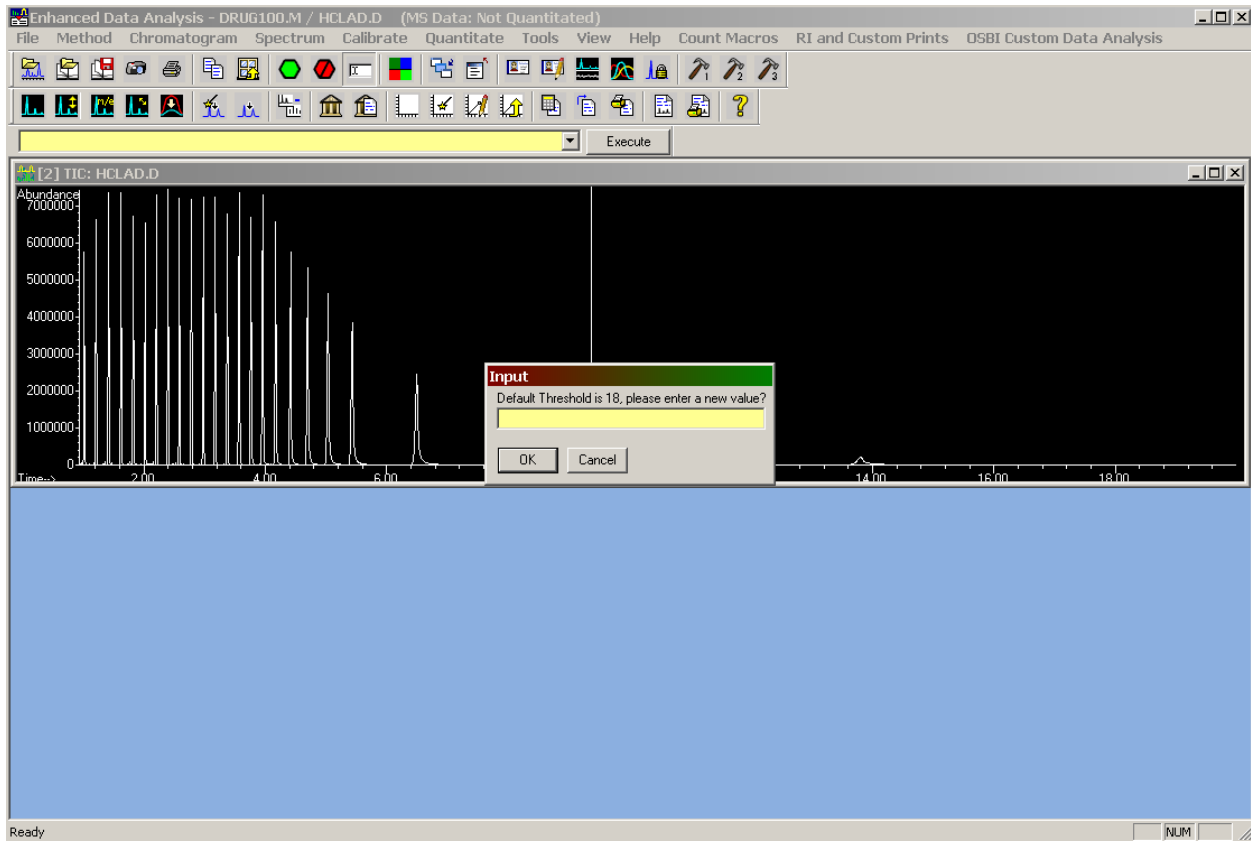 Enhanced Data Analysis - DRUG100.M / HCLAD.D (MS Data: Not Quantitated)
File Method Chromatogram Spectrum Calibrate Quantitate Tools View Help Count Macros RI and Custom Prints OSBI Custom Data Analysis
Execute
[2] TIC: HCLAD.D
Abundance
7000000
6000000
5000000
4000000
3000000
2000000
1000000
0
Time--> 2.00 4.00 6.00 14.00 16.00 18.00
Input
Default Threshold is 18, please enter a new value?
OK Cancel
Ready NUM